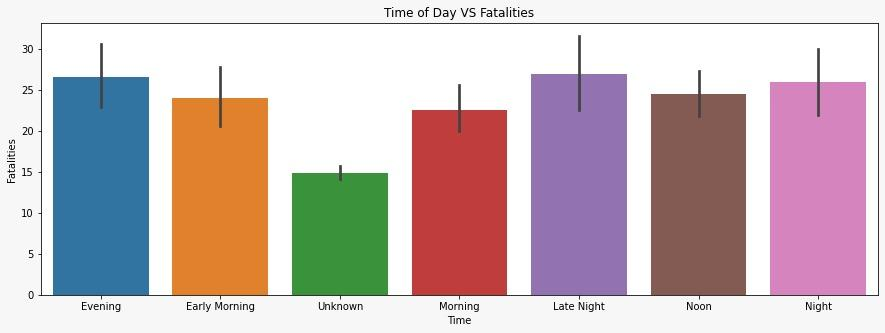 Time of Day VS Fatalities
Fatalities
30
25
20
15
10
5
0
Evening Early Morning Unknown Morning Late Night Noon Night
Time